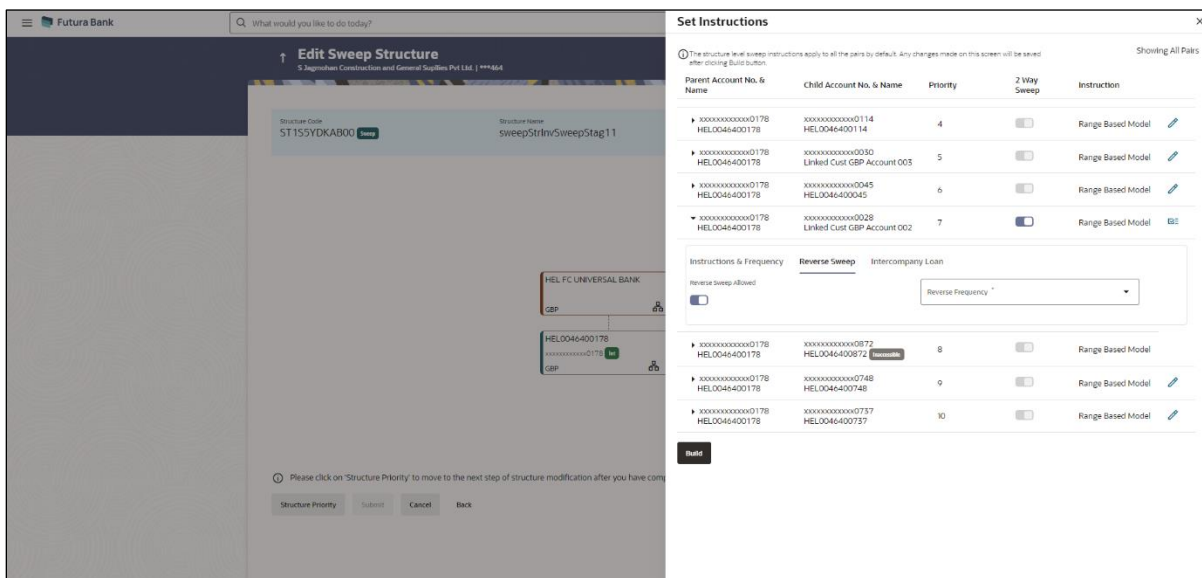 Futura Bank
What would you like to do today?
↑ Edit Sweep Structure
S Jagmohan Construction and General Supllies Pvt Ltd. | ***464
Structure Code
ST155YDKAB00 Sweep
Structure Name
sweepStrInvSweepStag11
HEL FC UNIVERSAL BANK
GBP
HEL0046400178
xxxxxxxxxxxx0178 Int
GBP
Please click on 'Structure Priority' to move to the next step of structure modification after you have comp
Structure Priority
Submit
Cancel
Back
Set Instructions
The structure level sweep instructions apply to all the pairs by default. Any changes made on this screen will be saved
after clicking Build button.
Showing All Pairs
Parent Account No. &
Name
Child Account No. & Name
Priority
2 Way
Sweep
Instruction
xxxxxxxxxxxx0178 xxxxxxxxxxxx0114
HEL0046400178 HEL0046400114 4 Range Based Model
xxxxxxxxxxxx0178 xxxxxxxxxxxx0030
HEL0046400178 Linked Cust GBP Account 003 5 Range Based Model
xxxxxxxxxxxx0178 xxxxxxxxxxxx0045
HEL0046400178 HEL0046400045 6 Range Based Model
xxxxxxxxxxxx0178 xxxxxxxxxxxx0028
HEL0046400178 Linked Cust GBP Account 002 7 Range Based Model
Instructions & Frequency Reverse Sweep Intercompany Loan
Reverse Sweep Allowed
Reverse Frequency *
xxxxxxxxxxxx0178 xxxxxxxxxxxx0872
HEL0046400178 HEL0046400872 Inaccessible 8 Range Based Model
xxxxxxxxxxxx0178 xxxxxxxxxxxx0748
HEL0046400178 HEL0046400748 9 Range Based Model
xxxxxxxxxxxx0178 xxxxxxxxxxxx0737
HEL0046400178 HEL0046400737 10 Range Based Model
Build